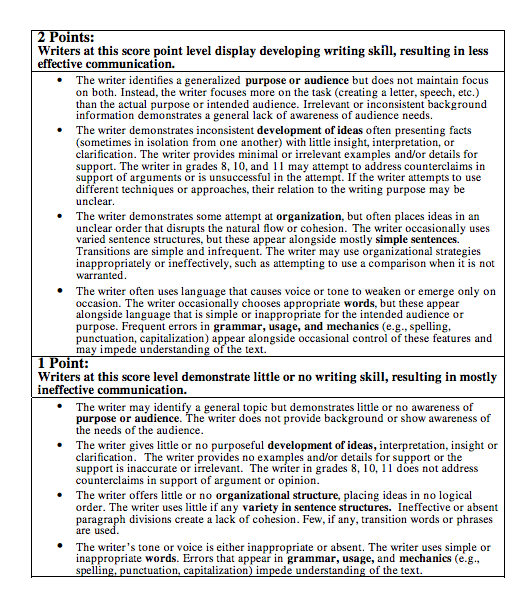 2 Points:
Writers at this score point level display developing writing skill, resulting in less
effective communication.
• The writer identifies a generalized purpose or audience but does not maintain focus
on both. Instead, the writer focuses more on the task (creating a letter, speech, etc.)
than the actual purpose or intended audience. Irrelevant or inconsistent background
information demonstrates a general lack of awareness of audience needs.
• The writer demonstrates inconsistent development of ideas often presenting facts
(sometimes in isolation from one another) with little insight, interpretation, or
clarification. The writer provides minimal or irrelevant examples and/or details for
support. The writer in grades 8, 10, and 11 may attempt to address counterclaims in
support of arguments or is unsuccessful in the attempt. If the writer attempts to use
different techniques or approaches, their relation to the writing purpose may be
unclear.
• The writer demonstrates some attempt at organization, but often places ideas in an
unclear order that disrupts the natural flow or cohesion. The writer occasionally uses
varied sentence structures, but these appear alongside mostly simple sentences.
Transitions are simple and infrequent. The writer may use organizational strategies
inappropriately or ineffectively, such as attempting to use a comparison when it is not
warranted.
• The writer often uses language that causes voice or tone to weaken or emerge only on
occasion. The writer occasionally chooses appropriate words, but these appear
alongside language that is simple or inappropriate for the intended audience or
purpose. Frequent errors in grammar, usage, and mechanics (e.g., spelling,
punctuation, capitalization) appear alongside occasional control of these features and
may impede understanding of the text.
1 Point:
Writers at this score level demonstrate little or no writing skill, resulting in mostly
ineffective communication.
• The writer may identify a general topic but demonstrates little or no awareness of
purpose or audience. The writer does not provide background or show awareness of
the needs of the audience.
• The writer gives little or no purposeful development of ideas, interpretation, insight or
clarification. The writer provides no examples and/or details for support or the
support is inaccurate or irrelevant. The writer in grades 8, 10, 11 does not address
counterclaims in support of argument or opinion.
• The writer offers little or no organizational structure, placing ideas in no logical
order. The writer uses little if any variety in sentence structures. Ineffective or absent
paragraph divisions create a lack of cohesion. Few, if any, transition words or phrases
are used.
• The writer's tone or voice is either inappropriate or absent. The writer uses simple or
inappropriate words. Errors that appear in grammar, usage, and mechanics (e.g.,
spelling, punctuation, capitalization) impede understanding of the text.